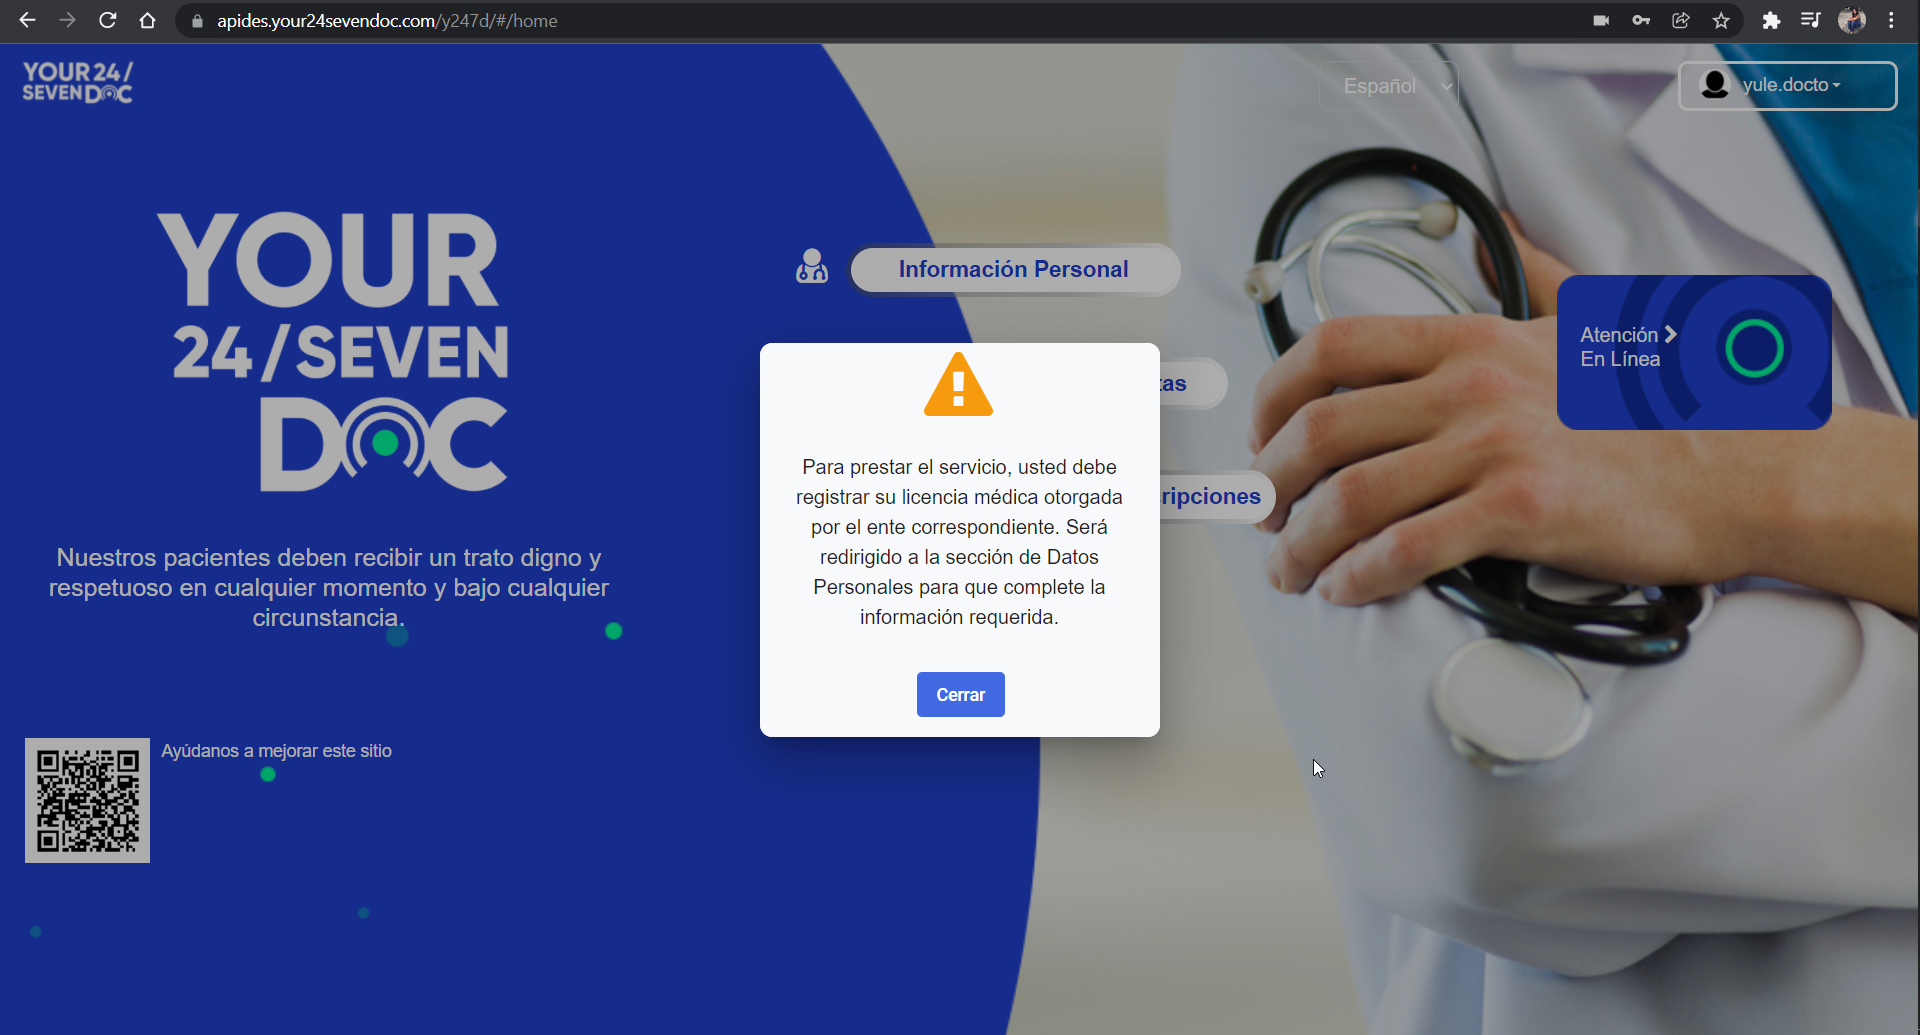 apides.your24sevendoc.com/y247d/#/home
YOUR 24 /
SEVEN DOC
Español
yule.docto
YOUR
24 / SEVEN
DOC
Información Personal
Atención
En Línea
tas
cripciones
Para prestar el servicio, usted debe
registrar su licencia médica otorgada
por el ente correspondiente. Será
redirigido a la sección de Datos
Personales para que complete la
información requerida.
Cerrar
Nuestros pacientes deben recibir un trato digno y
respetuoso en cualquier momento y bajo cualquier
circunstancia.
Ayúdanos a mejorar este sitio